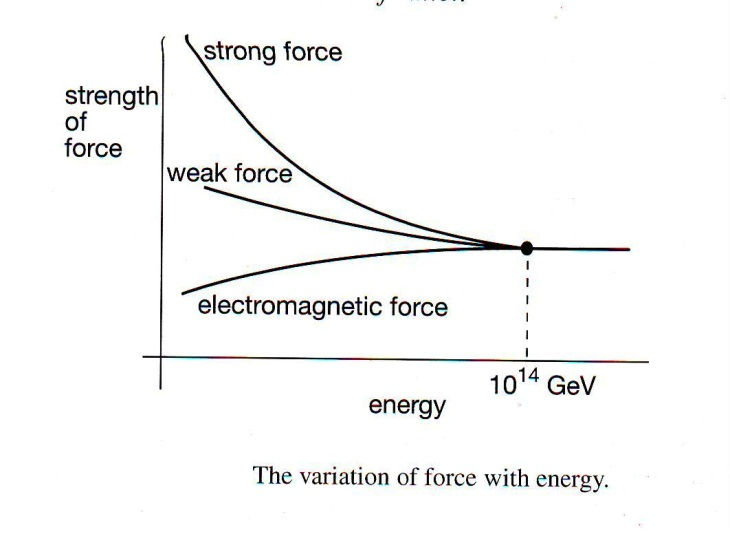 strong force
strength
of
force
weak force
electromagnetic force
10¹⁴ GeV
energy
The variation of force with energy.